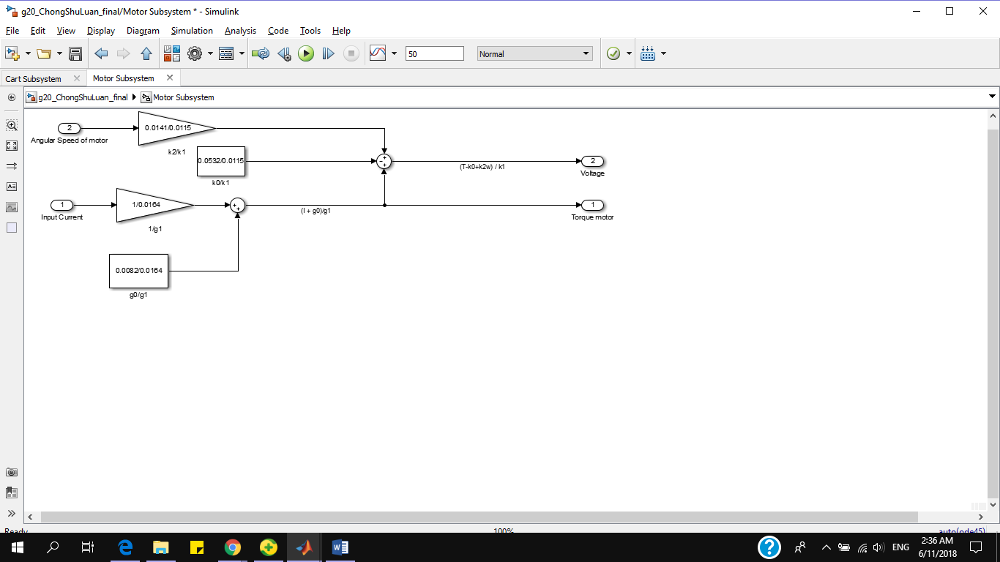 g20_ChongShuLuan_final/Motor Subsystem * - Simulink
File Edit View Display Diagram Simulation Analysis Code Tools Help
50 Normal
Cart Subsystem Motor Subsystem
g20_ChongShuLuan_final Motor Subsystem
2 0.0141/0.0115
Angular Speed of motor
k2/k1
0.0532/0.0115 - + + 2
(T-k0+k2w) / k1
Voltage
k0/k1
1 1/0.0164 + + 1
(I + g0)/g1
Input Current Torque motor
1/g1
0.0082/0.0164
g0/g1
Ready 100% auto(ode45)
2:36 AM
ENG
6/11/2018